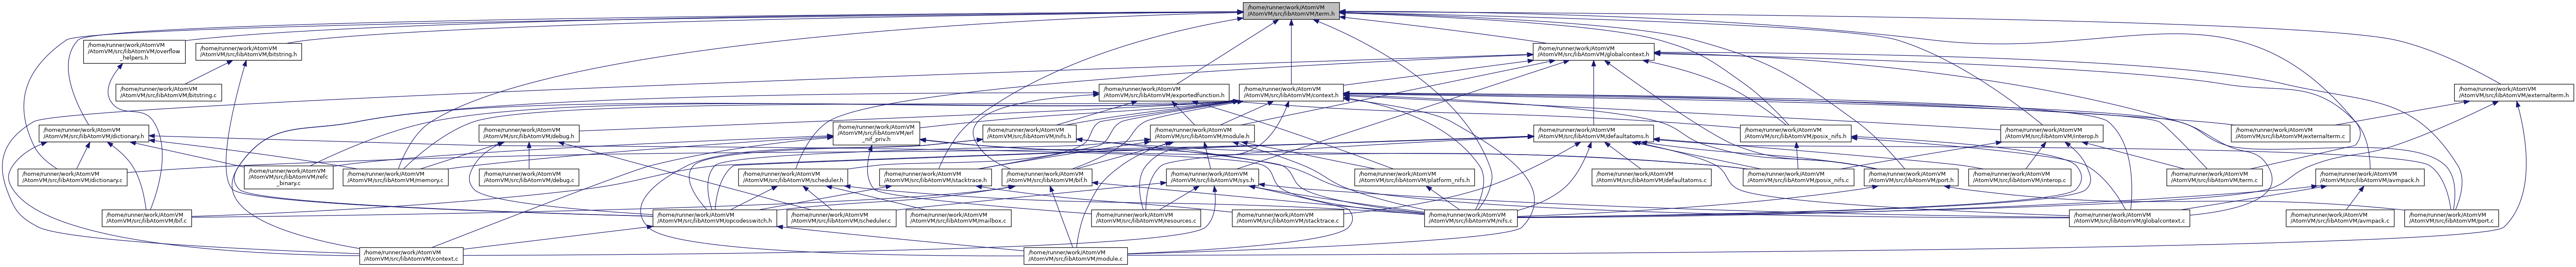 /home/runner/work/AtomVM
/AtomVM/src/libAtomVM/term.h
/home/runner/work/AtomVM
/AtomVM/src/libAtomVM/overflow
_helpers.h
/home/runner/work/AtomVM
/AtomVM/src/libAtomVM/bitstring.h
/home/runner/work/AtomVM
/AtomVM/src/libAtomVM/globalcontext.h
/home/runner/work/AtomVM
/AtomVM/src/libAtomVM/bitstring.c
/home/runner/work/AtomVM
/AtomVM/src/libAtomVM/exportedfunction.h
/home/runner/work/AtomVM
/AtomVM/src/libAtomVM/context.h
/home/runner/work/AtomVM
/AtomVM/src/libAtomVM/externalterm.h
/home/runner/work/AtomVM
/AtomVM/src/libAtomVM/dictionary.h
/home/runner/work/AtomVM
/AtomVM/src/libAtomVM/debug.h
/home/runner/work/AtomVM
/AtomVM/src/libAtomVM/erl
_nif_priv.h
/home/runner/work/AtomVM
/AtomVM/src/libAtomVM/nifs.h
/home/runner/work/AtomVM
/AtomVM/src/libAtomVM/module.h
/home/runner/work/AtomVM
/AtomVM/src/libAtomVM/defaultatoms.h
/home/runner/work/AtomVM
/AtomVM/src/libAtomVM/posix_nifs.h
/home/runner/work/AtomVM
/AtomVM/src/libAtomVM/interop.h
/home/runner/work/AtomVM
/AtomVM/src/libAtomVM/externalterm.c
/home/runner/work/AtomVM
/AtomVM/src/libAtomVM/dictionary.c
/home/runner/work/AtomVM
/AtomVM/src/libAtomVM/refc
_binary.c
/home/runner/work/AtomVM
/AtomVM/src/libAtomVM/memory.c
/home/runner/work/AtomVM
/AtomVM/src/libAtomVM/debug.c
/home/runner/work/AtomVM
/AtomVM/src/libAtomVM/scheduler.h
/home/runner/work/AtomVM
/AtomVM/src/libAtomVM/stacktrace.h
/home/runner/work/AtomVM
/AtomVM/src/libAtomVM/bif.h
/home/runner/work/AtomVM
/AtomVM/src/libAtomVM/sys.h
/home/runner/work/AtomVM
/AtomVM/src/libAtomVM/platform_nifs.h
/home/runner/work/AtomVM
/AtomVM/src/libAtomVM/defaultatoms.c
/home/runner/work/AtomVM
/AtomVM/src/libAtomVM/posix_nifs.c
/home/runner/work/AtomVM
/AtomVM/src/libAtomVM/port.h
/home/runner/work/AtomVM
/AtomVM/src/libAtomVM/interop.c
/home/runner/work/AtomVM
/AtomVM/src/libAtomVM/term.c
/home/runner/work/AtomVM
/AtomVM/src/libAtomVM/avmpack.h
/home/runner/work/AtomVM
/AtomVM/src/libAtomVM/bif.c
/home/runner/work/AtomVM
/AtomVM/src/libAtomVM/opcodesswitch.h
/home/runner/work/AtomVM
/AtomVM/src/libAtomVM/scheduler.c
/home/runner/work/AtomVM
/AtomVM/src/libAtomVM/mailbox.c
/home/runner/work/AtomVM
/AtomVM/src/libAtomVM/resources.c
/home/runner/work/AtomVM
/AtomVM/src/libAtomVM/stacktrace.c
/home/runner/work/AtomVM
/AtomVM/src/libAtomVM/nifs.c
/home/runner/work/AtomVM
/AtomVM/src/libAtomVM/globalcontext.c
/home/runner/work/AtomVM
/AtomVM/src/libAtomVM/avmpack.c
/home/runner/work/AtomVM
/AtomVM/src/libAtomVM/port.c
/home/runner/work/AtomVM
/AtomVM/src/libAtomVM/context.c
/home/runner/work/AtomVM
/AtomVM/src/libAtomVM/module.c